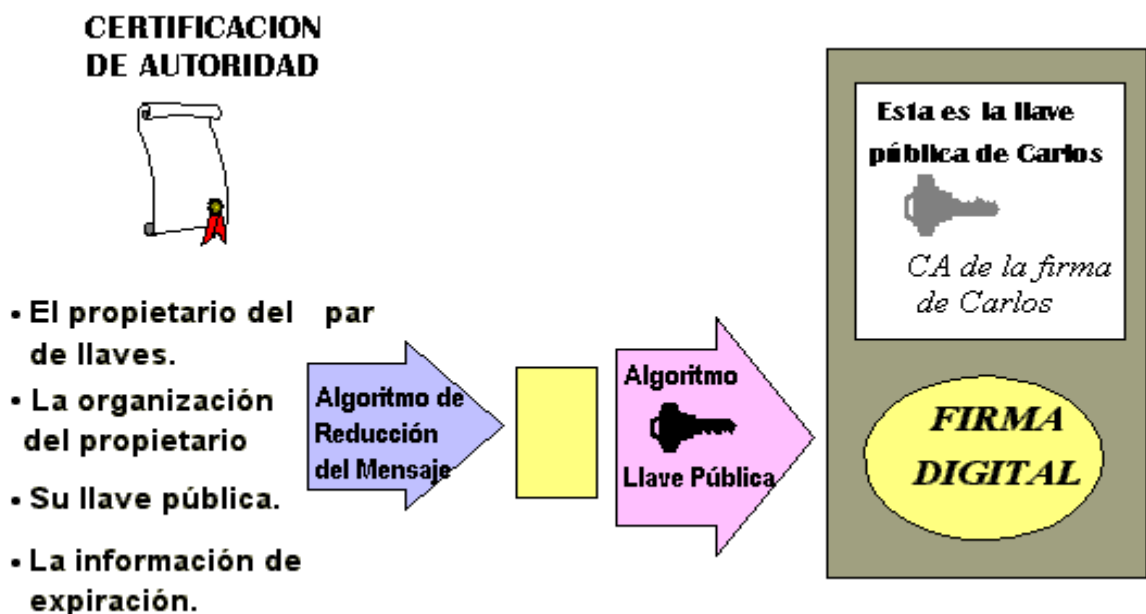 CERTIFICACION
DE AUTORIDAD
• El propietario del par
de llaves.
• La organización
del propietario
• Su llave pública.
• La información de
expiración.
Algoritmo de
Reducción
del Mensaje
Algoritmo
Llave Pública
Esta es la llave
pública de Carlos
CA de la firma
de Carlos
FIRMA
DIGITAL